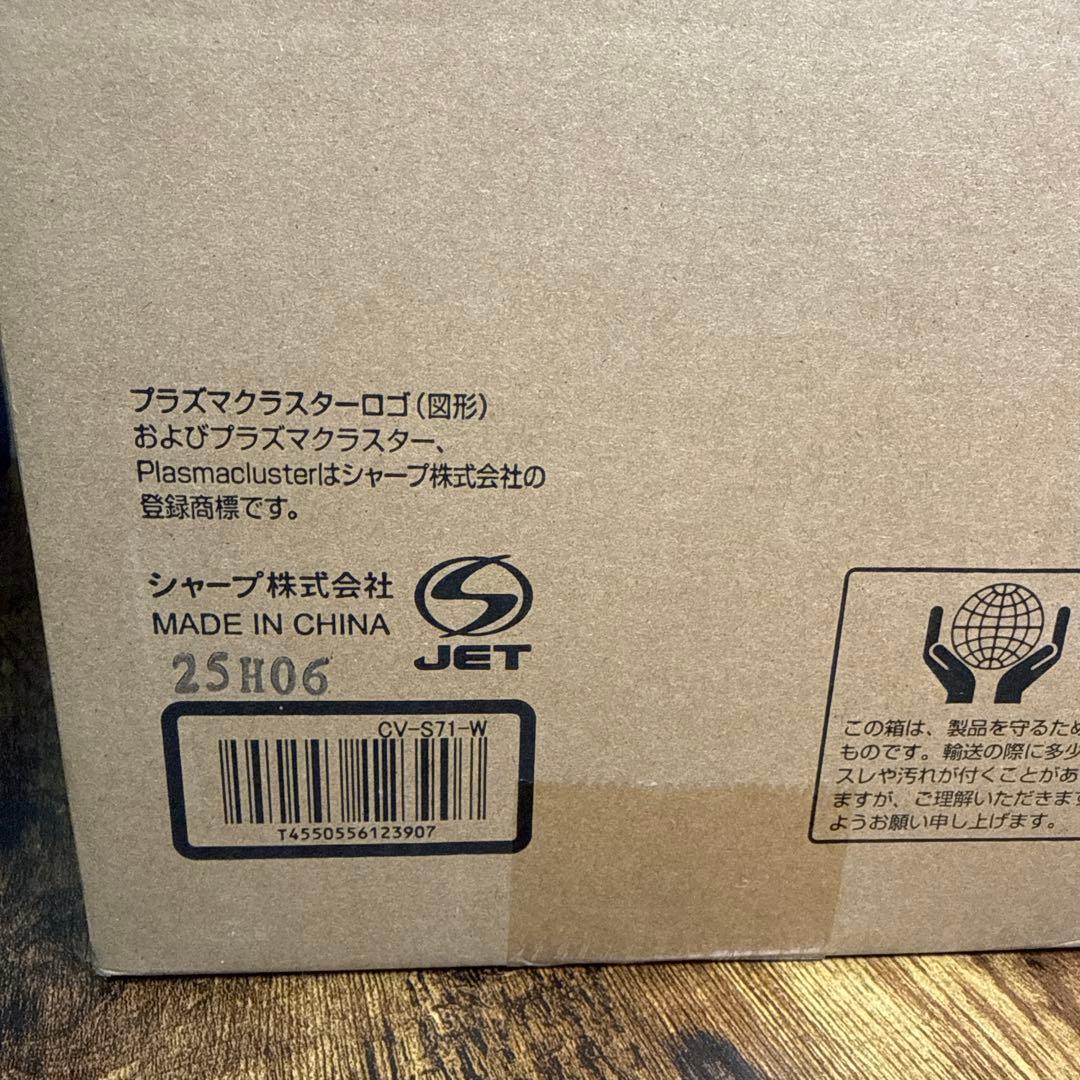 プラズマクラスターロゴ(図形)
およびプラズマクラスター、
Plasmaclusterはシャープ株式会社の
登録商標です。
シャープ株式会社
MADE IN CHINA
JET
25H06
CV-S71-W
T4550556123907
この箱は、製品を守るため
ものです。輸送の際に多少
スレや汚れが付くことがあ
ますが、ご理解いただきます
ようお願い申し上げます。